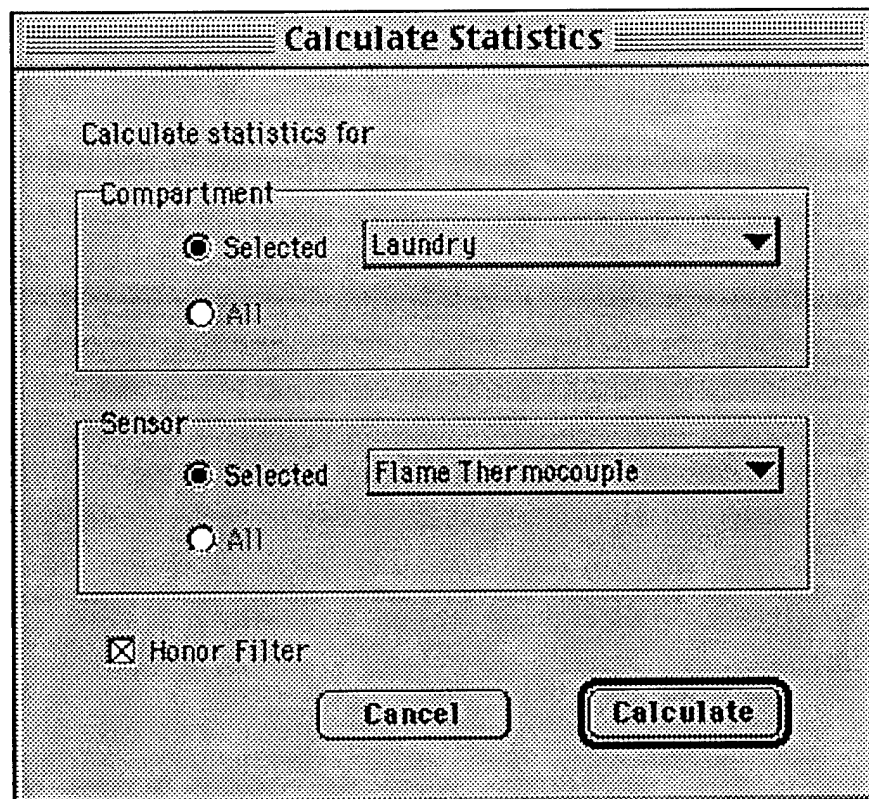 Calculate Statistics
Calculate statistics for
Compartment
Selected Laundry
All
Sensor
Selected Flame Thermocouple
All
Honor Filter
Cancel Calculate